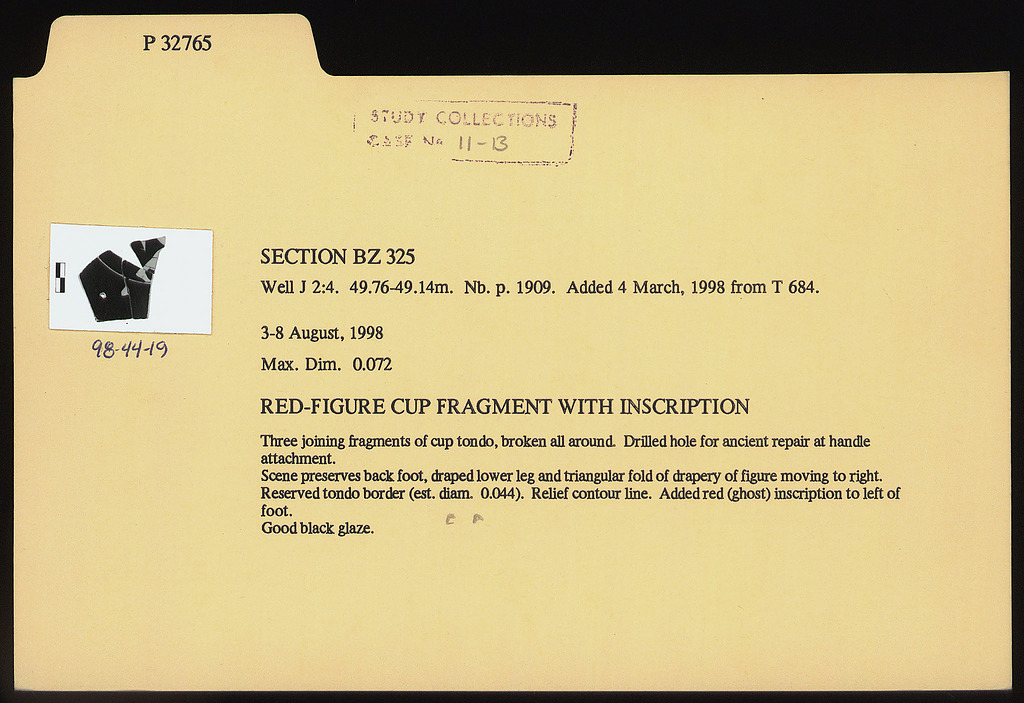 P 32765
STUDY COLLECTIONS
CASE No 11-13
98-44-19
SECTION BZ 325
Well J 2:4. 49.76-49.14m. Nb. p. 1909. Added 4 March, 1998 from T 684.
3-8 August, 1998
Max. Dim. 0.072
RED-FIGURE CUP FRAGMENT WITH INSCRIPTION
Three joining fragments of cup tondo, broken all around. Drilled hole for ancient repair at handle
attachment.
Scene preserves back foot, draped lower leg and triangular fold of drapery of figure moving to right.
Reserved tondo border (est. diam. 0.044). Relief contour line. Added red (ghost) inscription to left of
foot.
Good black glaze.